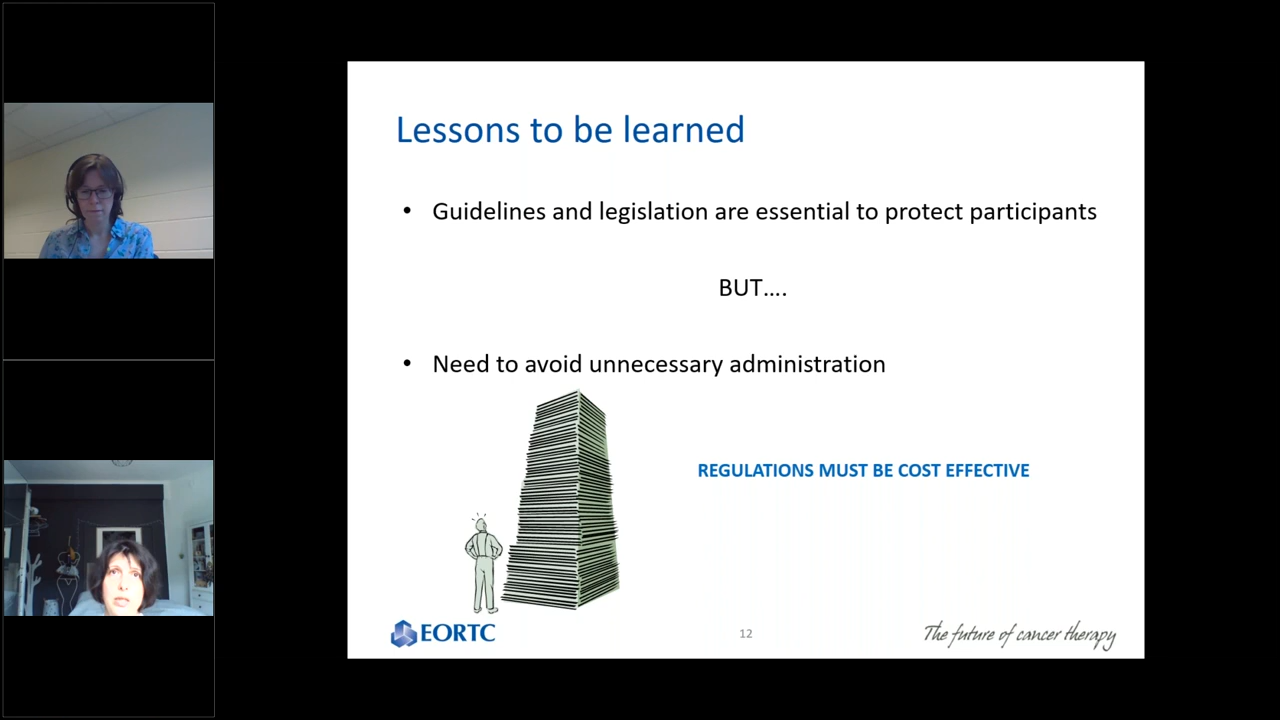 Lessons to be learned
• Guidelines and legislation are essential to protect participants
BUT....
• Need to avoid unnecessary administration
REGULATIONS MUST BE COST EFFECTIVE
EORTC
12
The future of cancer therapy